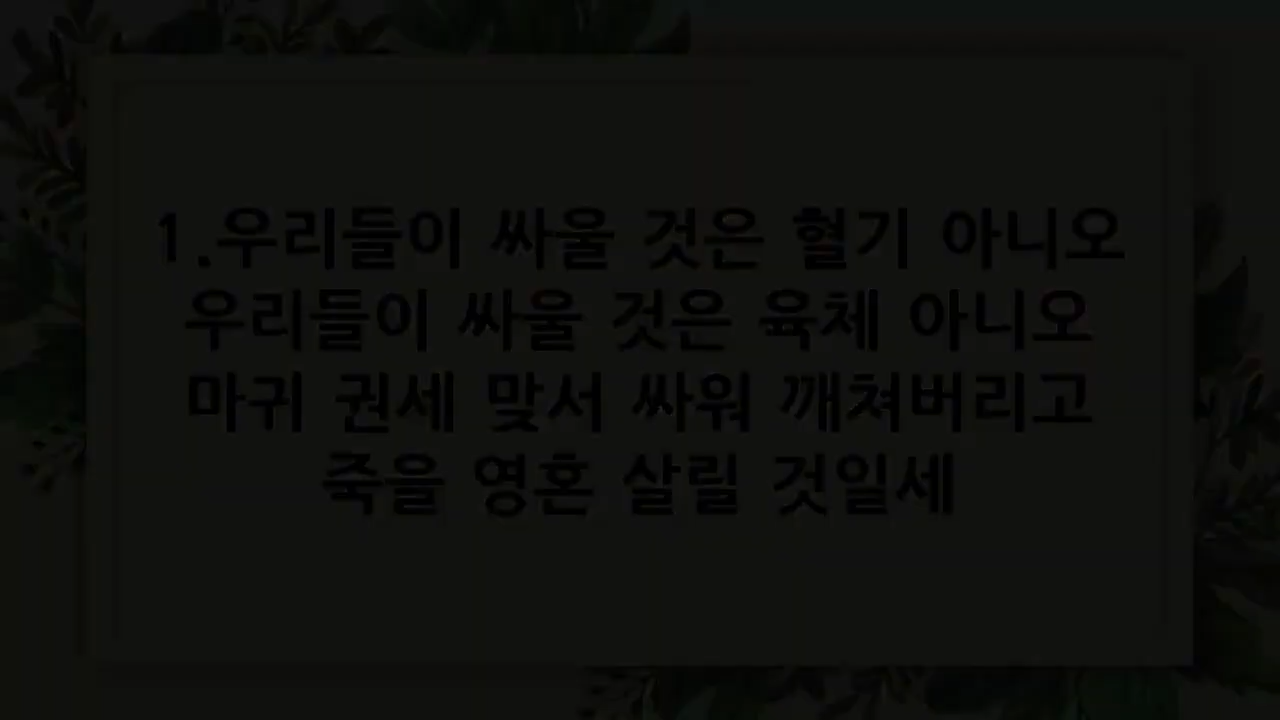 1.우리들이 싸울 것은 혈기 아니오
우리들이 싸울 것은 육체 아니오
마귀 권세 맞서 싸워 깨쳐버리고
죽을 영혼 살릴 것일세